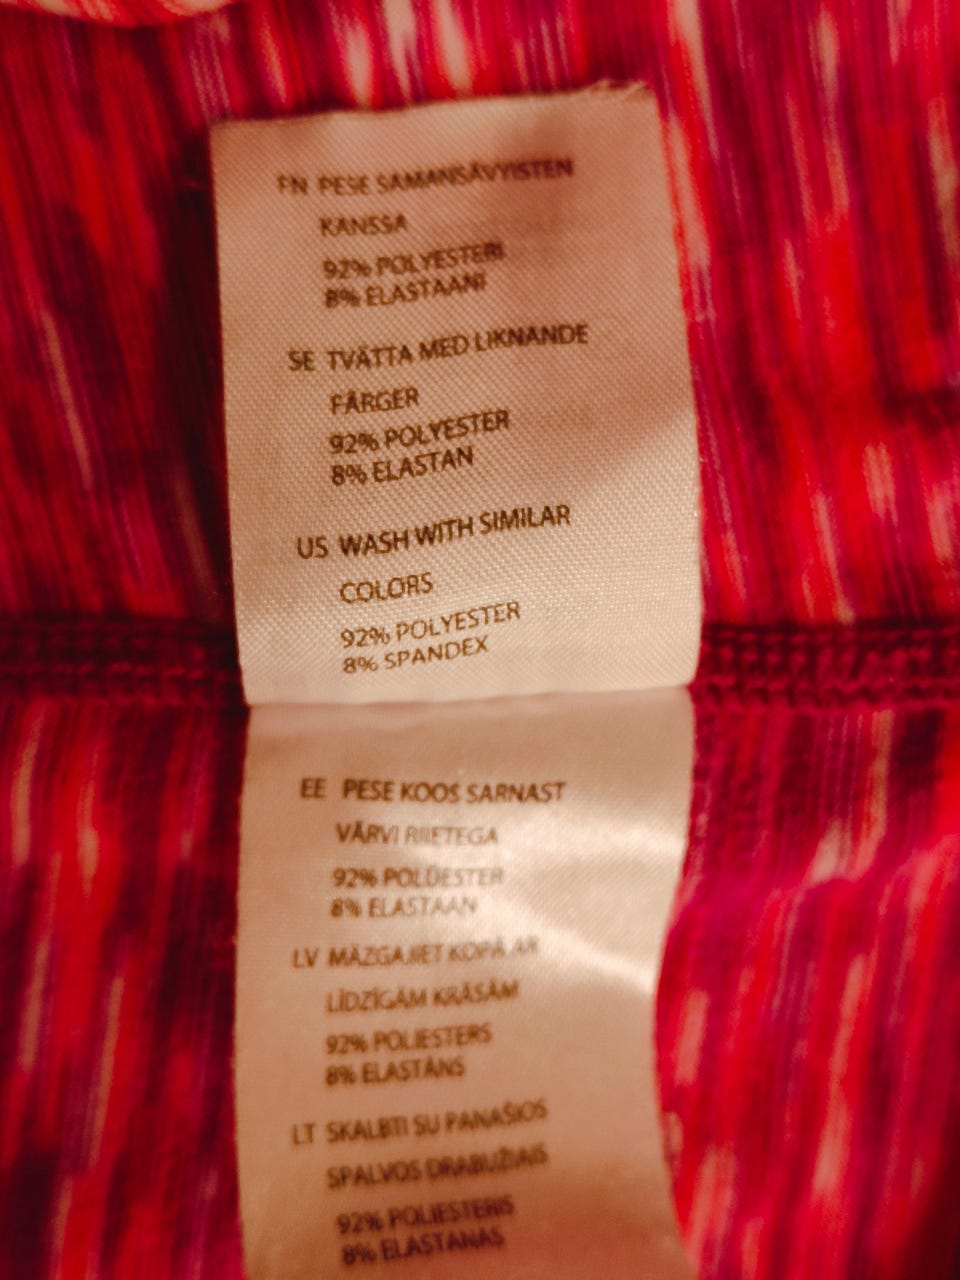 FN PESE SAMANSÄVYISTEN
KANSSA
92% POLYESTERI
8% ELASTAANI
SE TVÄTTA MED LIKNANDE
FÄRGER
92% POLYESTER
8% ELASTAN
US WASH WITH SIMILAR
COLORS
92% POLYESTER
8% SPANDEX
EE PESE KOOS SARNAST
VÄRVI RIIETEGA
92% POLÜESTER
8% ELASTAAN
LV MAZGAJIET KOPĀ AR
LĪDZĪGĀM KRĀSĀM
92% POLIESTERS
8% ELASTĀNS
LT SKALBTI SU PANAŠIOS
SPALVOS DRABUŽIAIS
92% POLIESTERIS
8% ELASTANAS